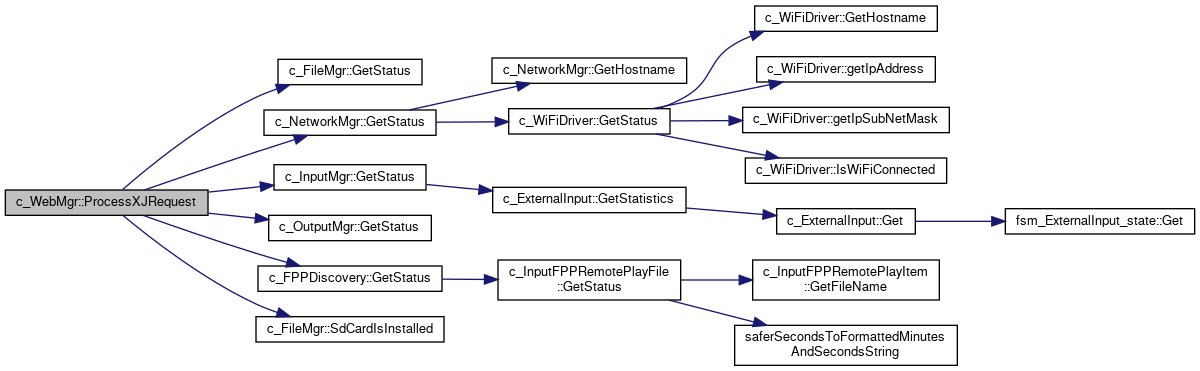 c_WebMgr::ProcessXJRequest
c_FileMgr::GetStatus
c_NetworkMgr::GetStatus
c_InputMgr::GetStatus
c_OutputMgr::GetStatus
c_FPPDiscovery::GetStatus
c_FileMgr::SdCardIsInstalled
c_NetworkMgr::GetHostname
c_WiFiDriver::GetStatus
c_ExternalInput::GetStatistics
c_InputFPPRemotePlayFile
::GetStatus
c_WiFiDriver::GetHostname
c_WiFiDriver::getIpAddress
c_WiFiDriver::getIpSubNetMask
c_WiFiDriver::IsWiFiConnected
c_ExternalInput::Get
c_InputFPPRemotePlayItem
::GetFileName
saferSecondsToFormattedMinutes
AndSecondsString
fsm_ExternalInput_state::Get